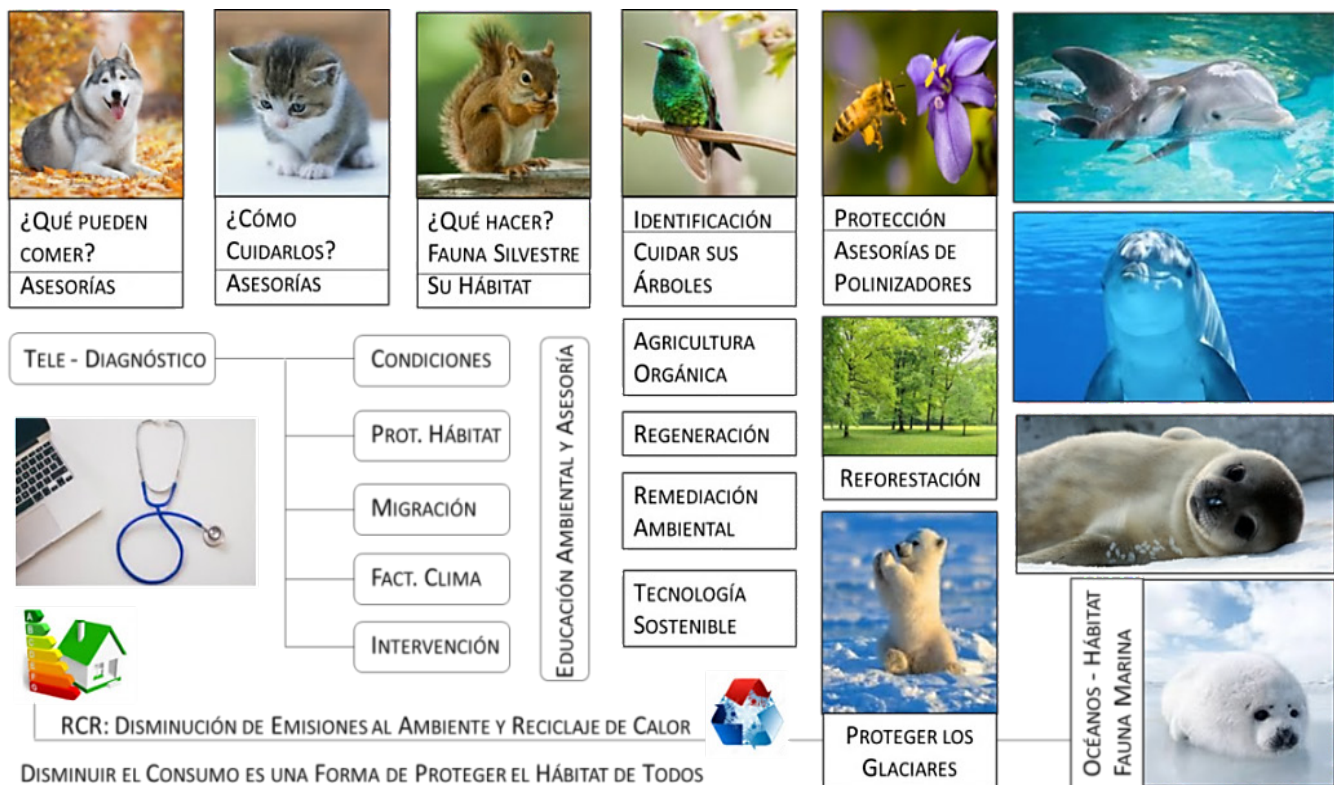 ¿QUÉ PUEDEN
COMER?
ASESORÍAS
¿CÓMO
CUIDARLOS?
ASESORÍAS
¿QUÉ HACER?
FAUNA SILVESTRE
SU HÁBITAT
IDENTIFICACIÓN
CUIDAR SUS
ÁRBOLES
PROTECCIÓN
ASESORÍAS DE
POLINIZADORES
TELE - DIAGNÓSTICO
CONDICIONES
PROT. HÁBITAT
MIGRACIÓN
FACT. CLIMA
INTERVENCIÓN
EDUCACIÓN AMBIENTAL Y ASESORÍA
AGRICULTURA
ORGÁNICA
REGENERACIÓN
REMEDIACIÓN
AMBIENTAL
TECNOLOGÍA
SOSTENIBLE
REFORESTACIÓN
PROTEGER LOS
GLACIARES
OCÉANOS - HÁBITAT
FAUNA MARINA
RCR: DISMINUCIÓN DE EMISIONES AL AMBIENTE Y RECICLAJE DE CALOR
DISMINUIR EL CONSUMO ES UNA FORMA DE PROTEGER EL HÁBITAT DE TODOS